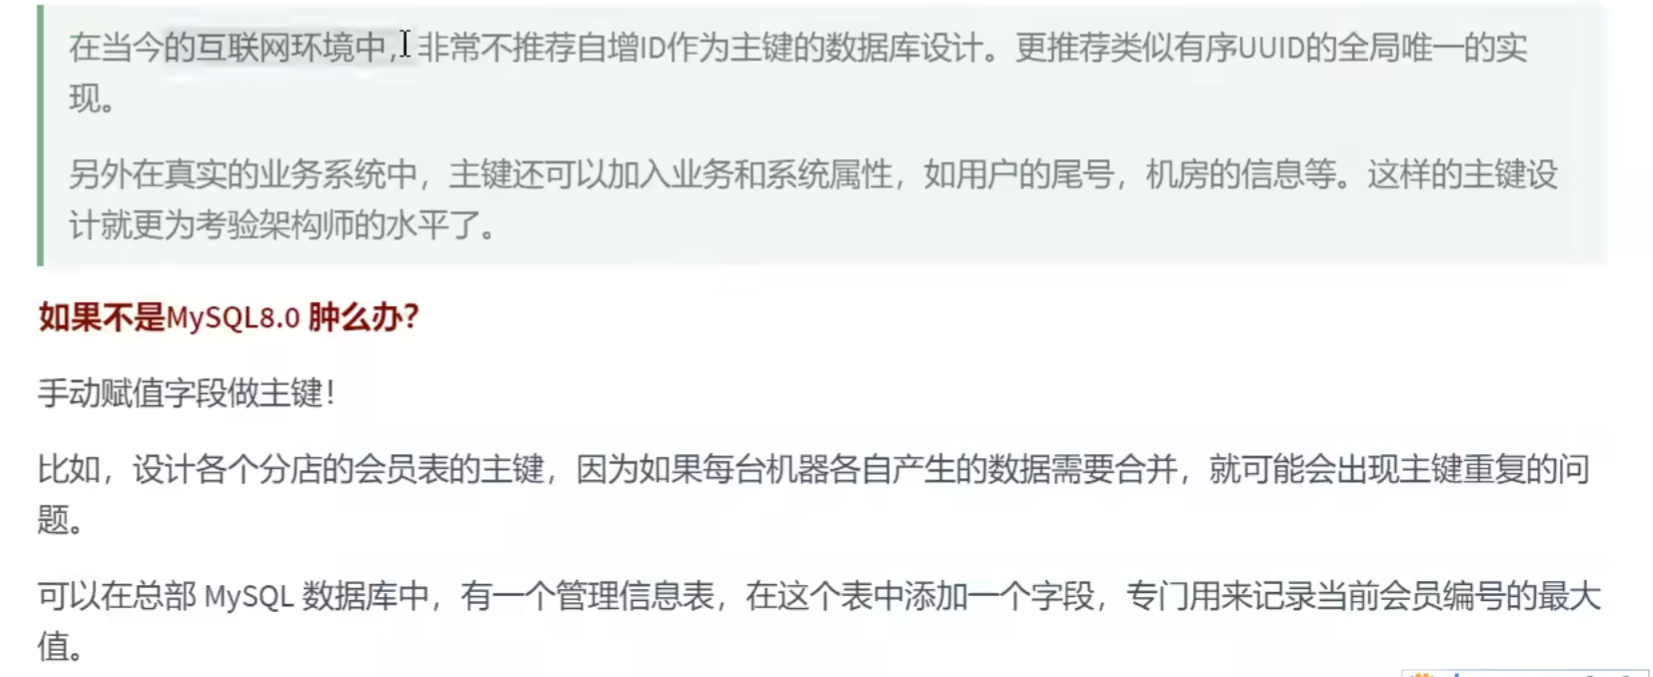 在当今的互联网环境中，非常不推荐自增ID作为主键的数据库设计。更推荐类似有序UUID的全局唯一的实
现。
另外在真实的业务系统中，主键还可以加入业务和系统属性，如用户的尾号，机房的信息等。这样的主键设
计就更为考验架构师的水平了。
如果不是MySQL8.0 肿么办？
手动赋值字段做主键！
比如，设计各个分店的会员表的主键，因为如果每台机器各自产生的数据需要合并，就可能会出现主键重复的问
题。
可以在总部 MySQL 数据库中，有一个管理信息表，在这个表中添加一个字段，专门用来记录当前会员编号的最大
值。